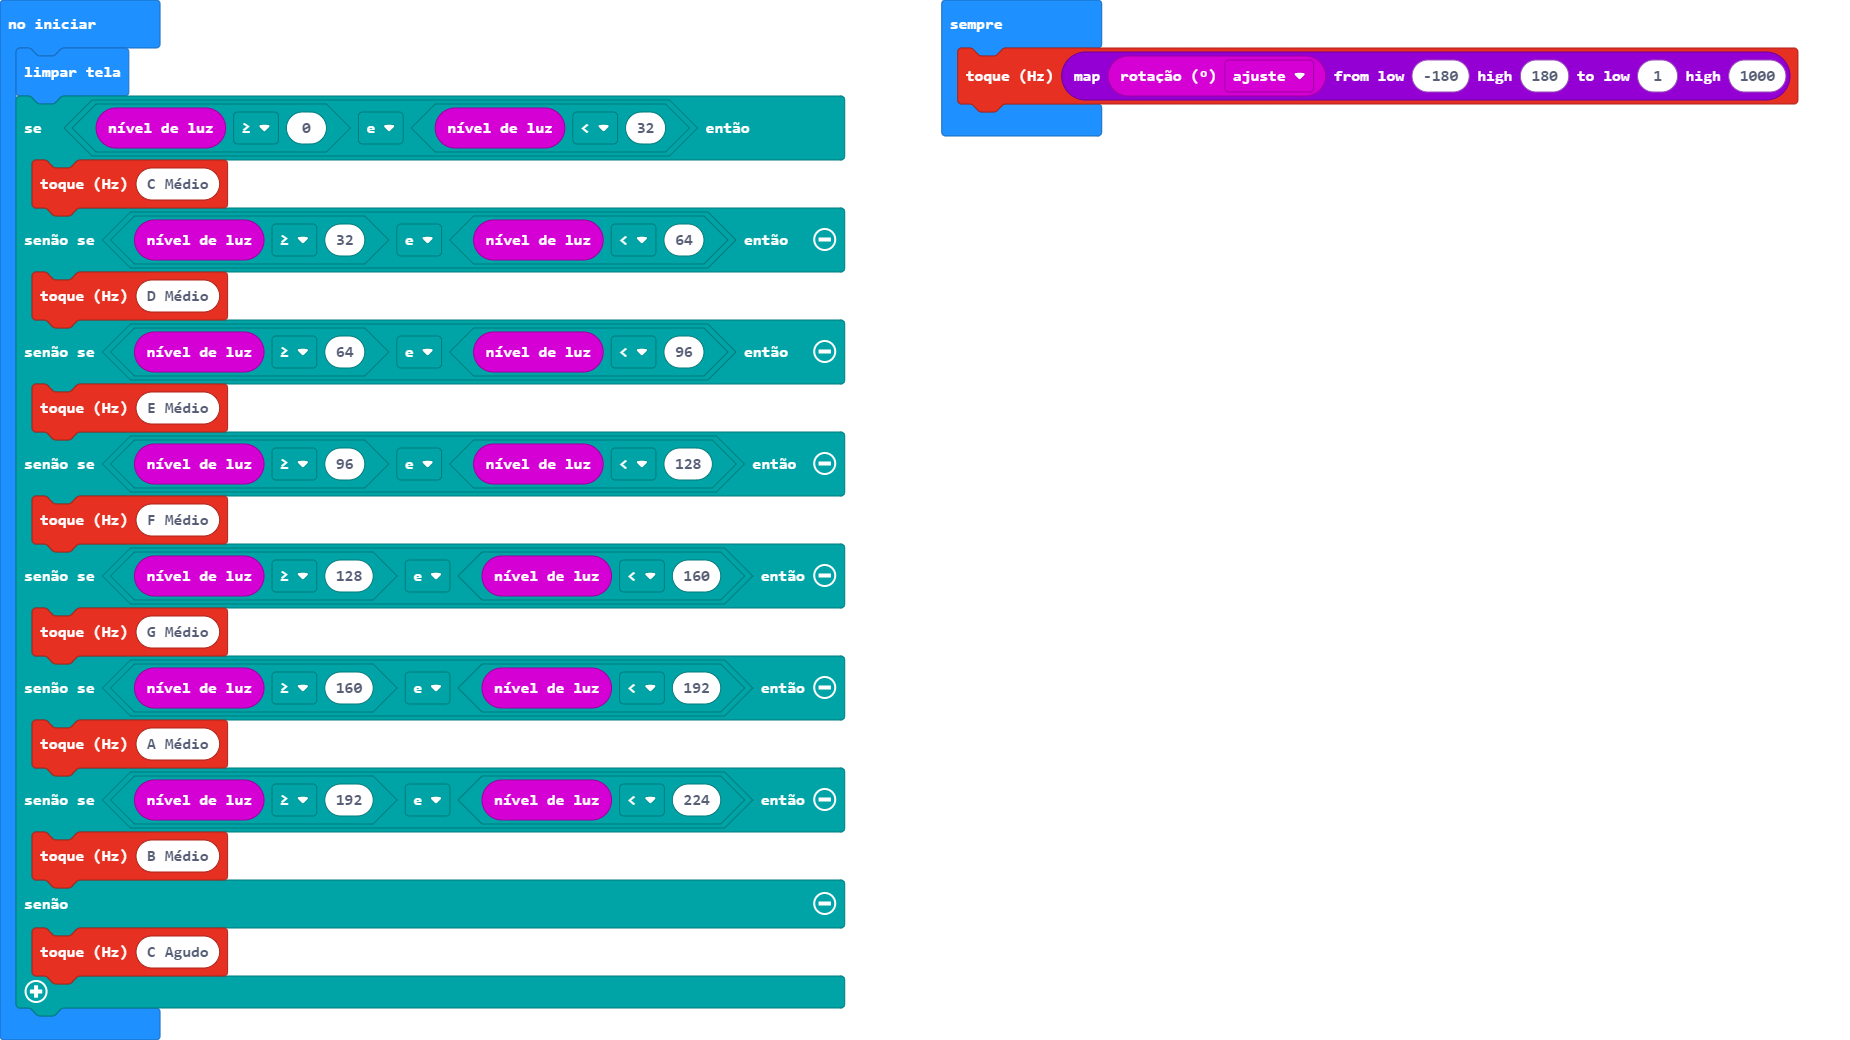 no iniciar
limpar tela
se nível de luz ≥ 0 e nível de luz < 32 então
toque (Hz) C Médio
senão se nível de luz ≥ 32 e nível de luz < 64 então
toque (Hz) D Médio
senão se nível de luz ≥ 64 e nível de luz < 96 então
toque (Hz) E Médio
senão se nível de luz ≥ 96 e nível de luz < 128 então
toque (Hz) F Médio
senão se nível de luz ≥ 128 e nível de luz < 160 então
toque (Hz) G Médio
senão se nível de luz ≥ 160 e nível de luz < 192 então
toque (Hz) A Médio
senão se nível de luz ≥ 192 e nível de luz < 224 então
toque (Hz) B Médio
senão
toque (Hz) C Agudo
sempre
toque (Hz) map rotação (º) ajuste from low -180 high 180 to low 1 high 1000